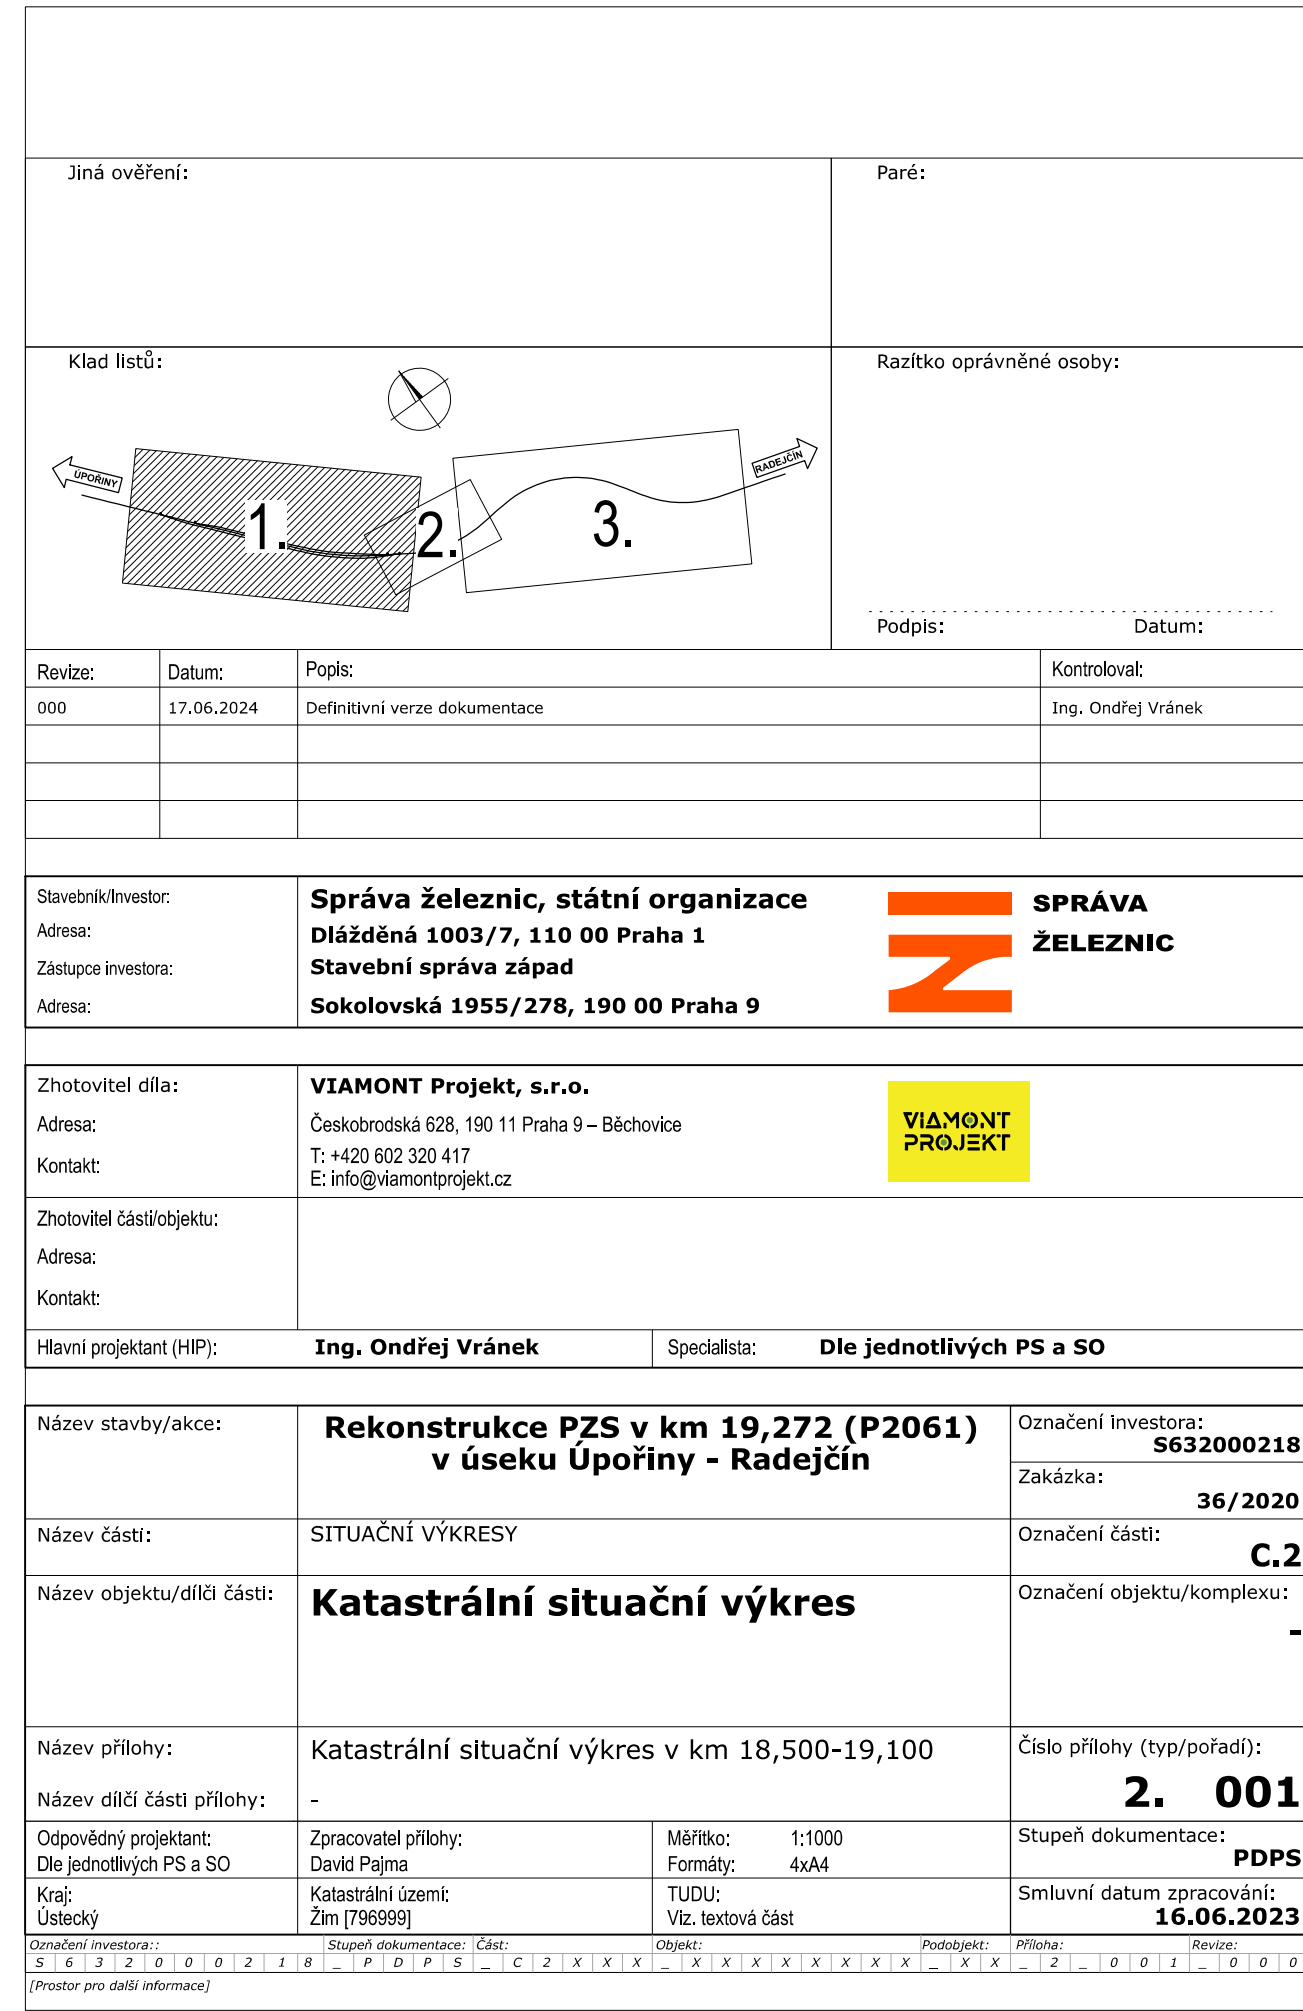 Jiná ověření:
Paré:
Klad listů:
Razítko oprávněné osoby:
ÚPOŘINY
RADEJČÍN
1.
2.
3.
Podpis: Datum:
Revize: Datum: Popis: Kontroloval:
000 17.06.2024 Definitivní verze dokumentace Ing. Ondřej Vránek
Stavebník/Investor: Správa železnic, státní organizace
Adresa: Dlážděná 1003/7, 110 00 Praha 1
Zástupce investora: Stavební správa západ
Adresa: Sokolovská 1955/278, 190 00 Praha 9
SPRÁVA
ŽELEZNIC
Zhotovitel díla: VIAMONT Projekt, s.r.o.
Adresa: Českobrodská 628, 190 11 Praha 9 – Běchovice
Kontakt: T: +420 602 320 417
E: info@viamontprojekt.cz
VIAMONT
PROJEKT
Zhotovitel části/objektu:
Adresa:
Kontakt:
Hlavní projektant (HIP): Ing. Ondřej Vránek Specialista: Dle jednotlivých PS a SO
Název stavby/akce: Rekonstrukce PZS v km 19,272 (P2061)
v úseku Úpořiny - Radejčín
Označení investora:
S632000218
Zakázka:
36/2020
Název části: SITUAČNÍ VÝKRESY
Označení části:
C.2
Název objektu/dílči části: Katastrální situační výkres
Označení objektu/komplexu:
-
Název přílohy: Katastrální situační výkres v km 18,500-19,100
Název dílčí části přílohy: -
Číslo přílohy (typ/pořadí):
2. 001
Odpovědný projektant: Zpracovatel přílohy: Měřítko: 1:1000
Dle jednotlivých PS a SO David Pajma Formáty: 4xA4
Stupeň dokumentace:
PDPS
Kraj: Katastrální území: TUDU:
Ústecký Žim [796999] Viz. textová část
Smluvní datum zpracování:
16.06.2023
Označení investora:: Stupeň dokumentace: Část: Objekt: Podobjekt: Příloha: Revize:
S 6 3 2 0 0 0 2 1 8 _ P D P S _ C 2 X X X _ X X X X X X X X _ X X _ 2 _ 0 0 1 _ 0 0 0
[Prostor pro další informace]